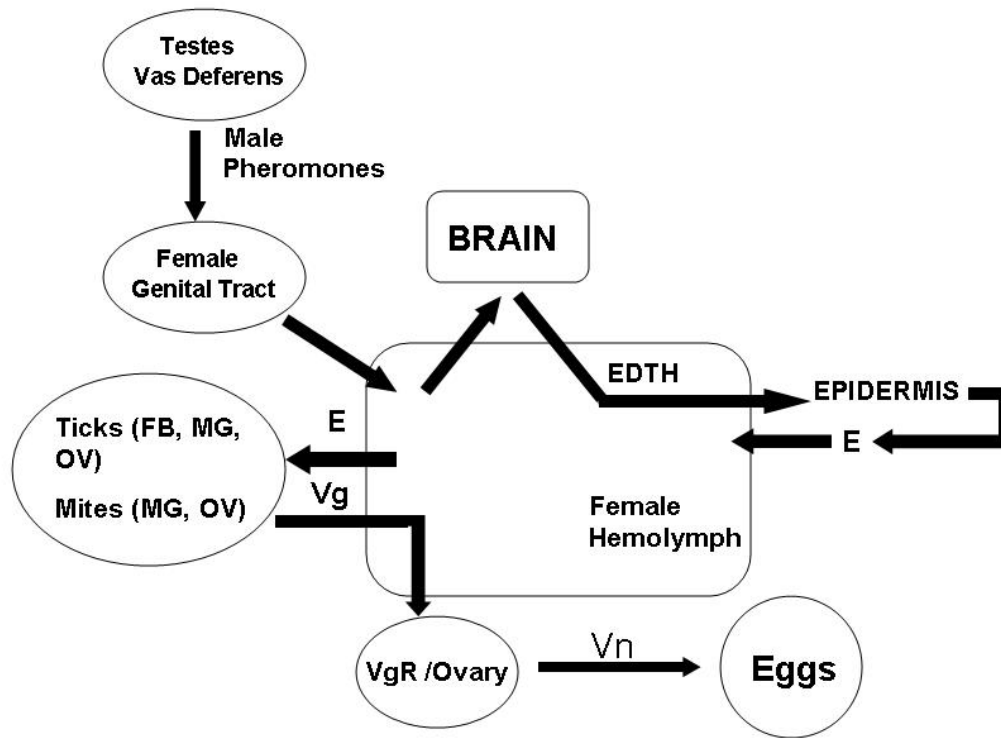 Testes
Vas Deferens
Male
Pheromones
BRAIN
Female
Genital Tract
EDTH
EPIDERMIS
E
E
Ticks (FB, MG,
OV)
Mites (MG, OV)
Vg
Female
Hemolymph
VgR /Ovary
Vn
Eggs